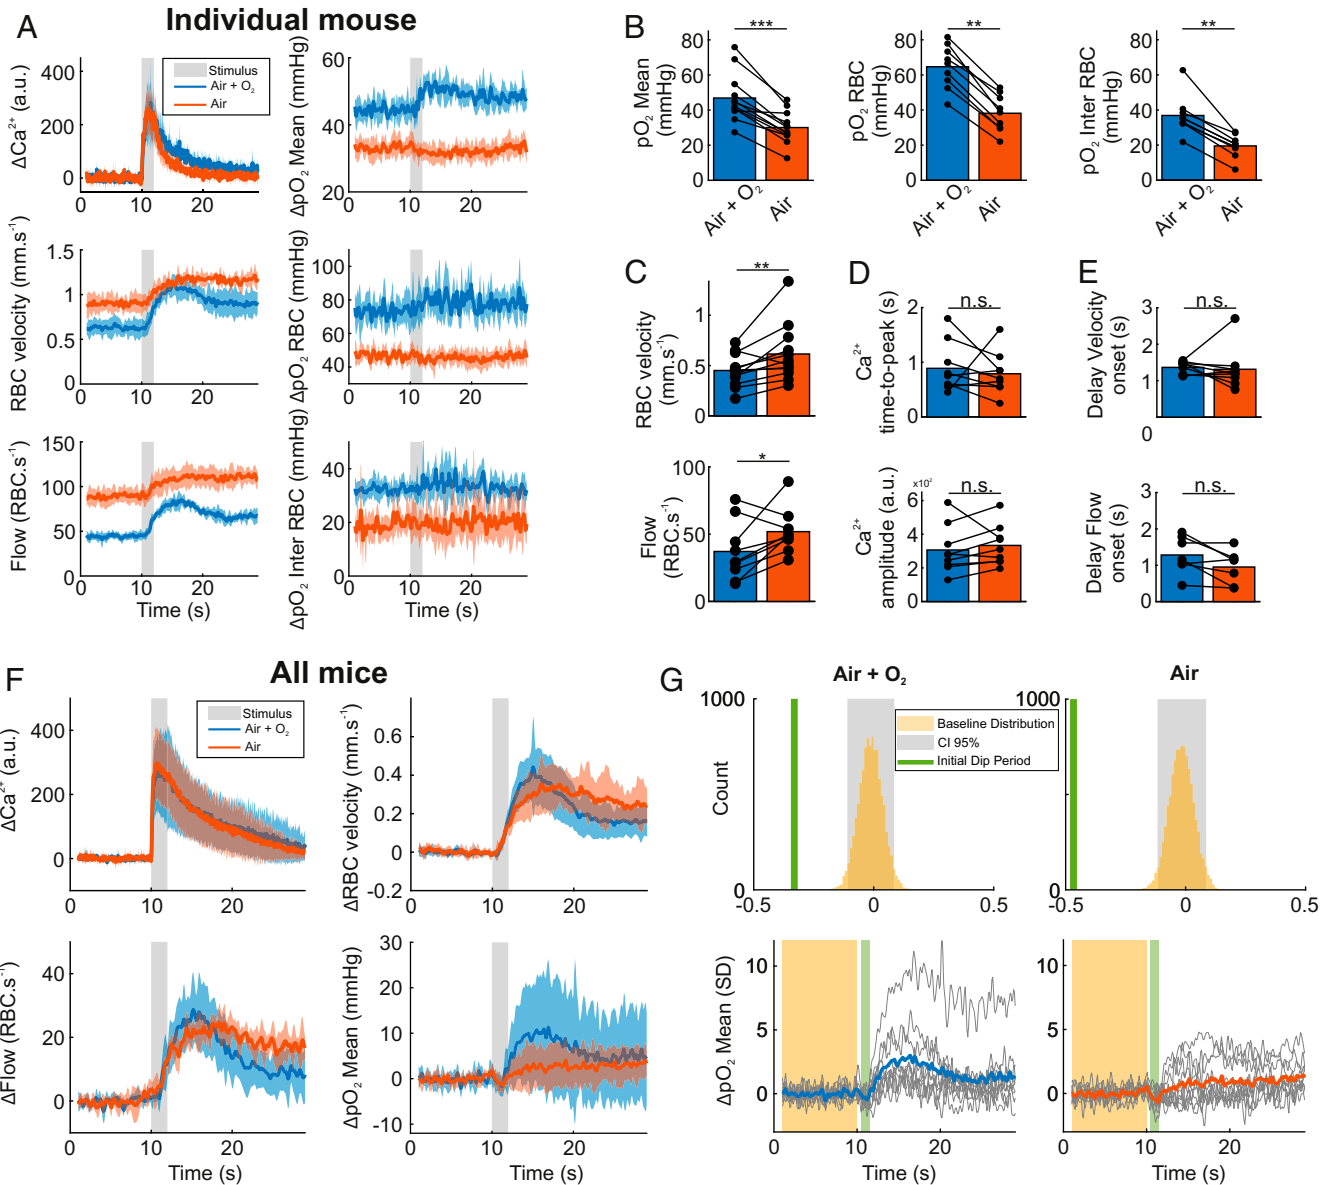 A
Individual mouse
ΔCa²⁺ (a.u.)
400
200
0
0
20
Stimulus
Air + O₂
Air
ΔpO₂ Mean (mmHg)
60
40
20
0
10
20
RBC velocity (mm.s⁻¹)
1.5
1
0.5
0
0
10
20
ΔpO₂ RBC (mmHg)
100
80
60
40
0
10
20
Flow (RBC.s⁻¹)
150
100
50
0
0
10
20
Time (s)
ΔpO₂ Inter RBC (mmHg)
40
20
0
0
10
20
Time (s)
B
pO₂ Mean
(mmHg)
80
60
40
20
0
***
Air + O₂
Air
pO₂ RBC
(mmHg)
80
60
40
20
0
**
Air + O₂
Air
pO₂ Inter RBC
(mmHg)
80
60
40
20
0
**
Air + O₂
Air
C
RBC velocity
(mm.s⁻¹)
1
0.5
0
**
Flow
(RBC.s⁻¹)
100
50
0
*
D
Ca²⁺
time-to-peak (s)
2
1
0
n.s.
Ca²⁺
amplitude (a.u.)
x10²
6
4
2
0
n.s.
E
Delay Velocity
onset (s)
3
2
1
0
n.s.
Delay Flow
onset (s)
3
2
1
0
n.s.
F
All mice
ΔCa²⁺ (a.u.)
400
200
0
0
10
20
Stimulus
Air + O₂
Air
ΔRBC velocity (mm.s⁻¹)
0.6
0.4
0.2
0
-0.2
0
10
20
ΔFlow (RBC.s⁻¹)
40
20
0
0
10
20
Time (s)
ΔpO₂ Mean (mmHg)
30
20
10
0
-10
0
10
20
Time (s)
G
Air + O₂
Air
Count
1000
0
-0.5
0
0.5
Baseline Distribution
CI 95%
Initial Dip Period
1000
0
-0.5
0
0.5
ΔpO₂ Mean (SD)
10
5
0
0
10
20
Time (s)
10
5
0
0
10
20
Time (s)